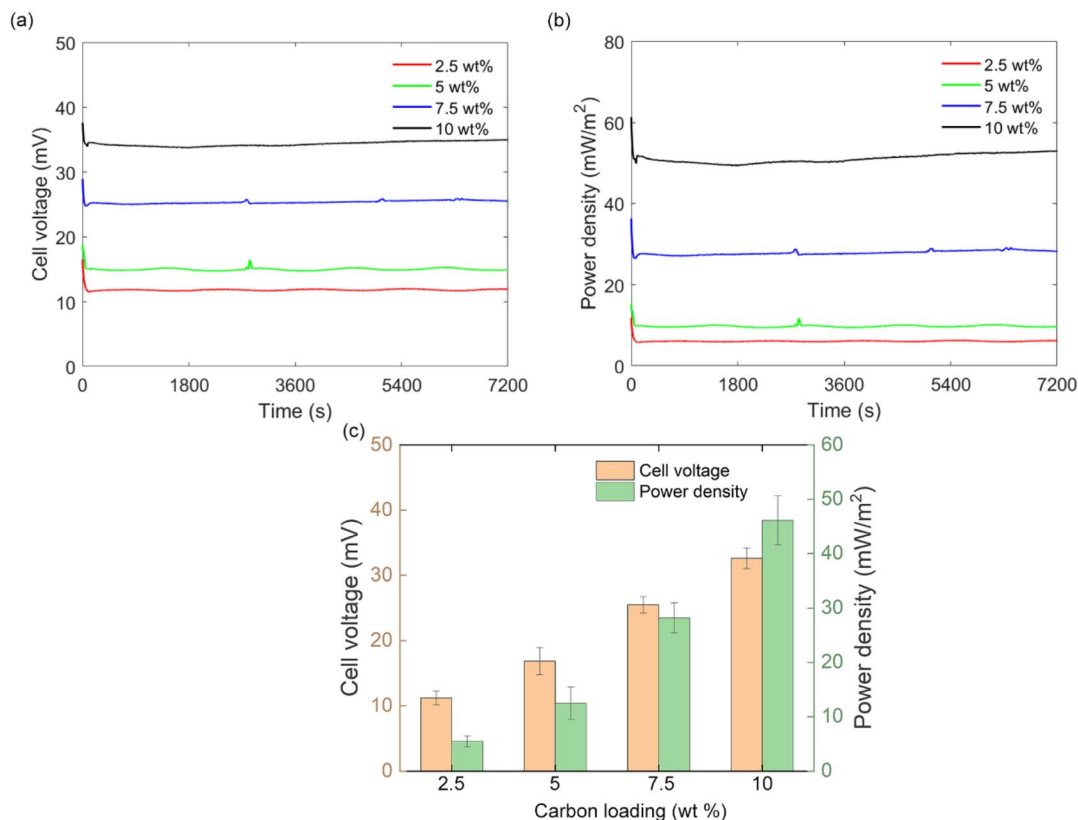 (a)
50
40
30
20
10
0
Cell voltage (mV)
2.5 wt%
5 wt%
7.5 wt%
10 wt%
0 1800 3600 5400 7200
Time (s)
(b)
80
60
40
20
0
Power density (mW/m²)
2.5 wt%
5 wt%
7.5 wt%
10 wt%
0 1800 3600 5400 7200
Time (s)
(c)
50
40
30
20
10
0
Cell voltage (mV)
Cell voltage
Power density
60
50
40
30
20
10
0
Power density (mW/m²)
2.5 5 7.5 10
Carbon loading (wt %)